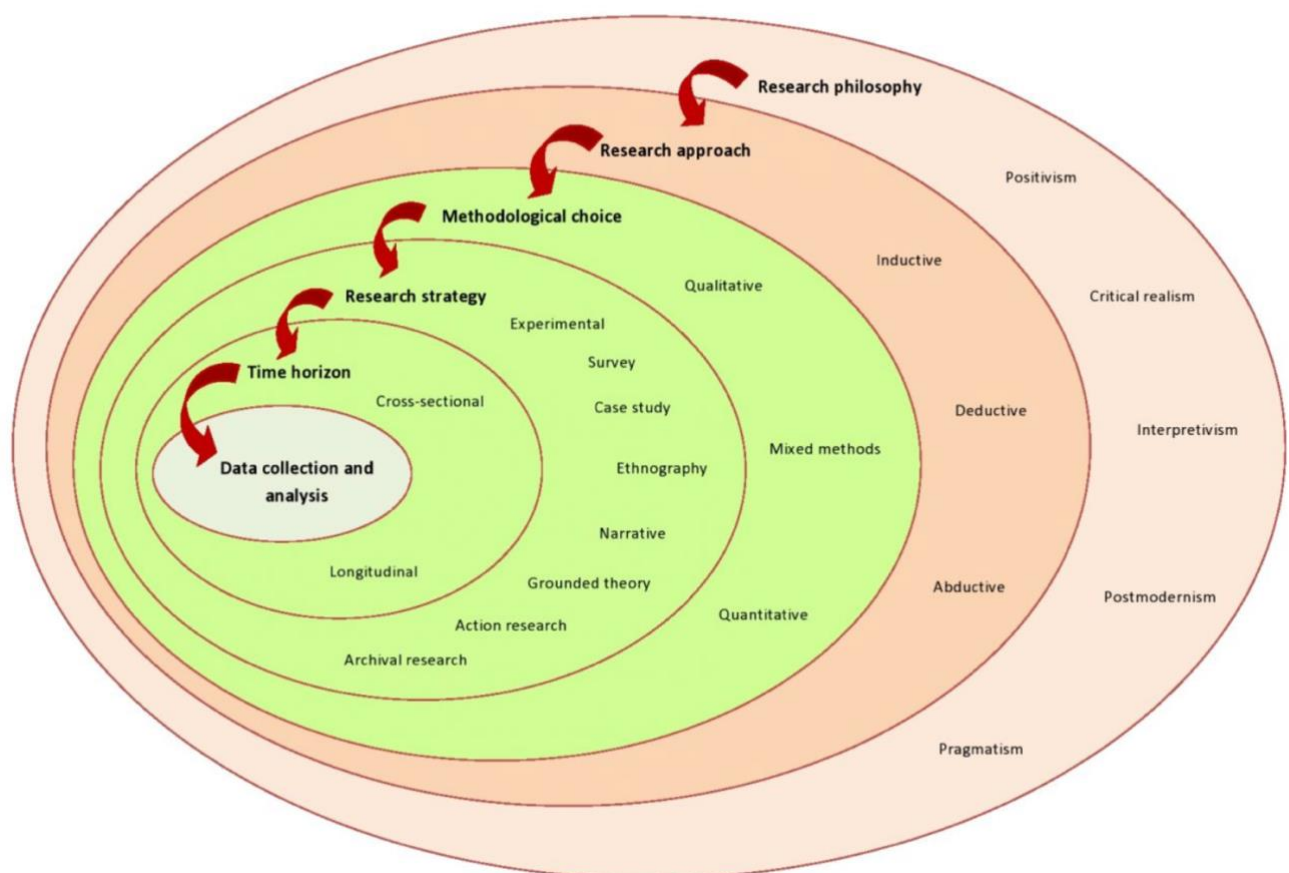 Research philosophy
Research approach
Positivism
Methodological choice
Inductive
Qualitative
Critical realism
Research strategy
Experimental
Survey
Time horizon
Cross-sectional
Case study
Deductive
Interpretivism
Mixed methods
Data collection and
analysis
Ethnography
Narrative
Longitudinal
Grounded theory
Abductive
Postmodernism
Quantitative
Action research
Archival research
Pragmatism